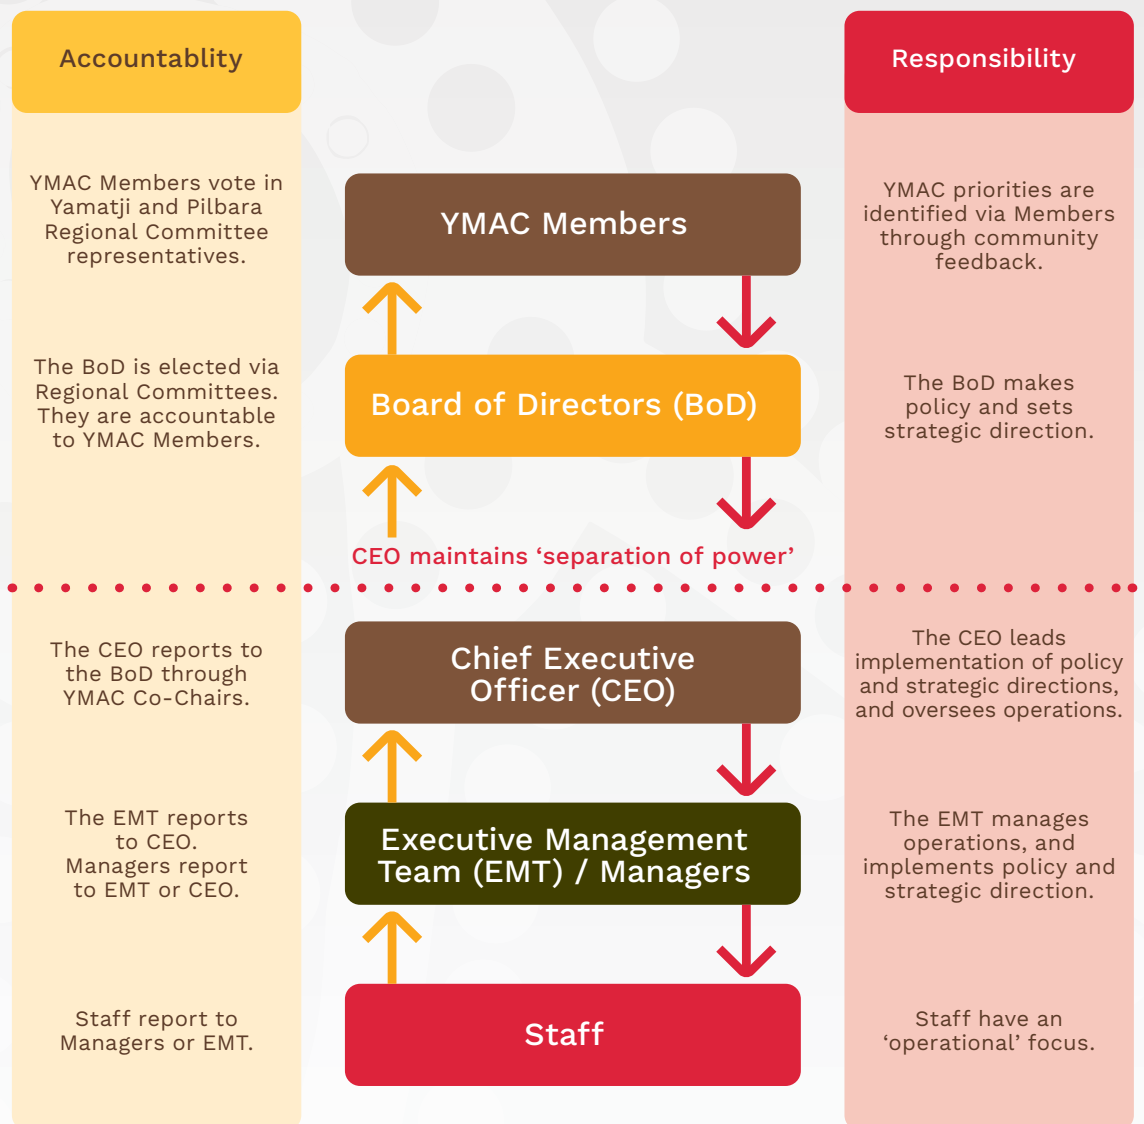 Accountablity
Responsibility
YMAC Members vote in
Yamatji and Pilbara
Regional Committee
representatives.
YMAC Members
YMAC priorities are
identified via Members
through community
feedback.
The BoD is elected via
Regional Committees.
They are accountable
to YMAC Members.
Board of Directors (BoD)
The BoD makes
policy and sets
strategic direction.
CEO maintains ‘separation of power’
The CEO reports to
the BoD through
YMAC Co-Chairs.
Chief Executive
Officer (CEO)
The CEO leads
implementation of policy
and strategic directions,
and oversees operations.
The EMT reports
to CEO.
Managers report
to EMT or CEO.
Executive Management
Team (EMT) / Managers
The EMT manages
operations, and
implements policy and
strategic direction.
Staff report to
Managers or EMT.
Staff
Staff have an
‘operational’ focus.